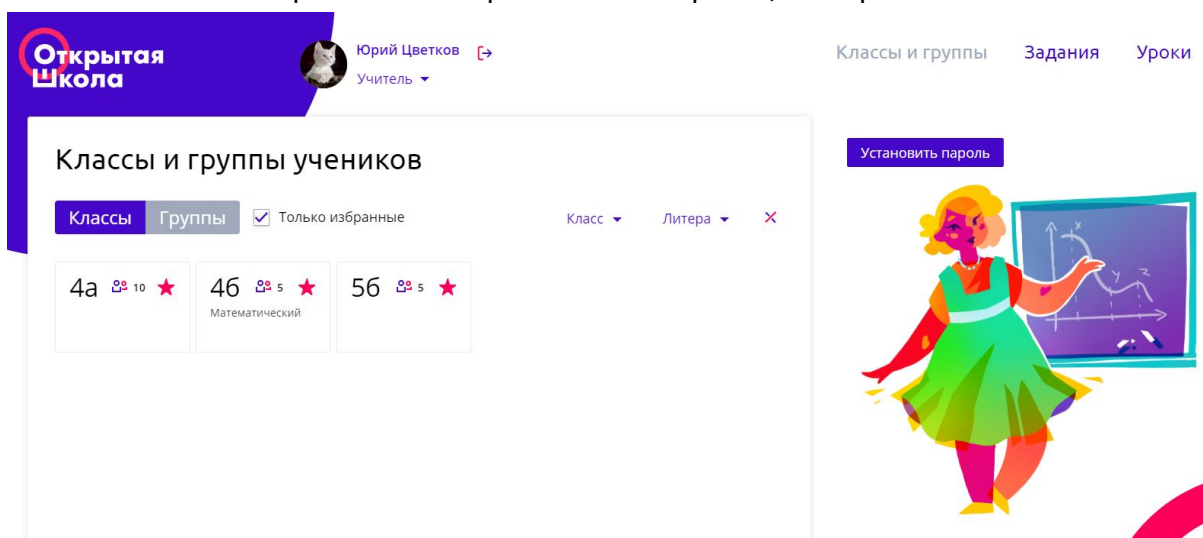 Открытая
Школа
Юрий Цветков
Учитель
Классы и группы Задания Уроки
Классы и группы учеников
Установить пароль
Классы Группы Только избранные Класс Литера
4а 10 4б 5 5б 5
Математический
x
y z